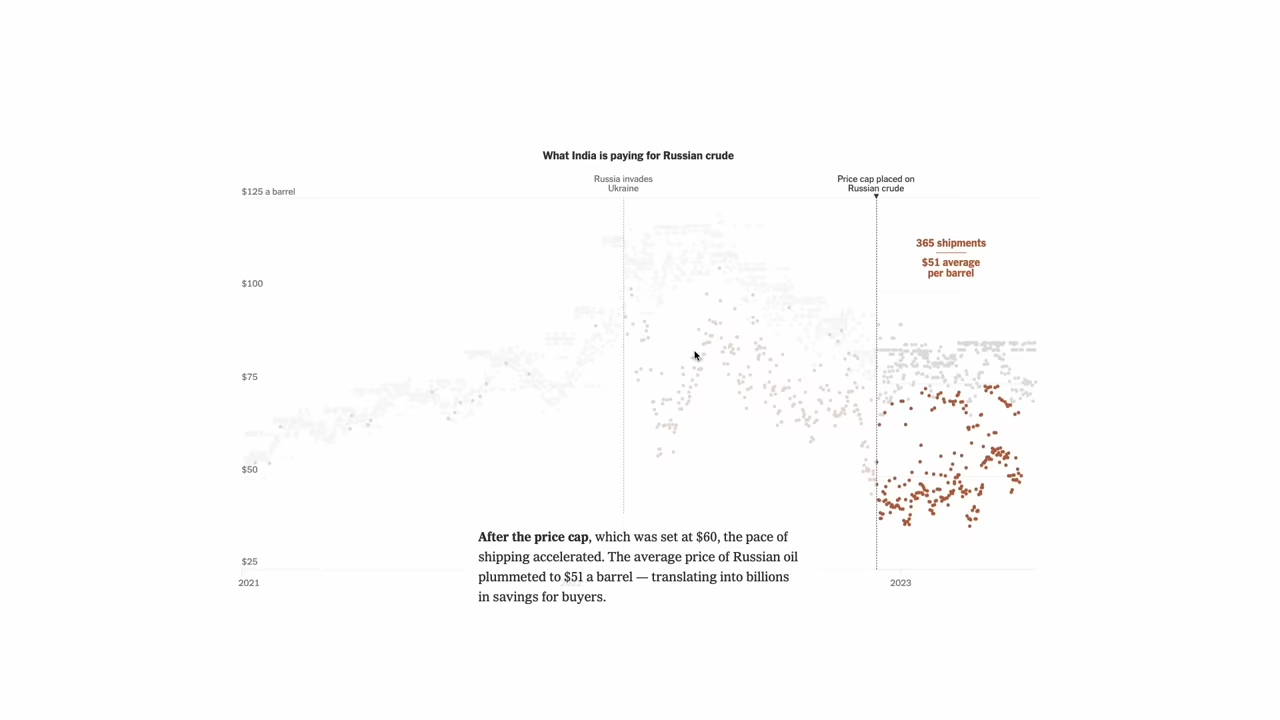 What India is paying for Russian crude
Russia invades
Ukraine
Price cap placed on
Russian crude
$125 a barrel
365 shipments
$51 average
per barrel
$100
$75
$50
$25
After the price cap, which was set at $60, the pace of
shipping accelerated. The average price of Russian oil
plummeted to $51 a barrel — translating into billions
in savings for buyers.
2021
2023